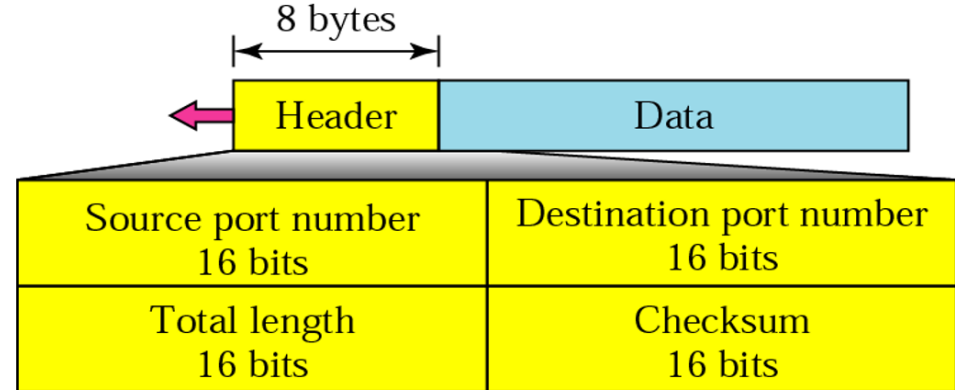 8 bytes
Header
Data
Source port number
16 bits
Destination port number
16 bits
Total length
16 bits
Checksum
16 bits